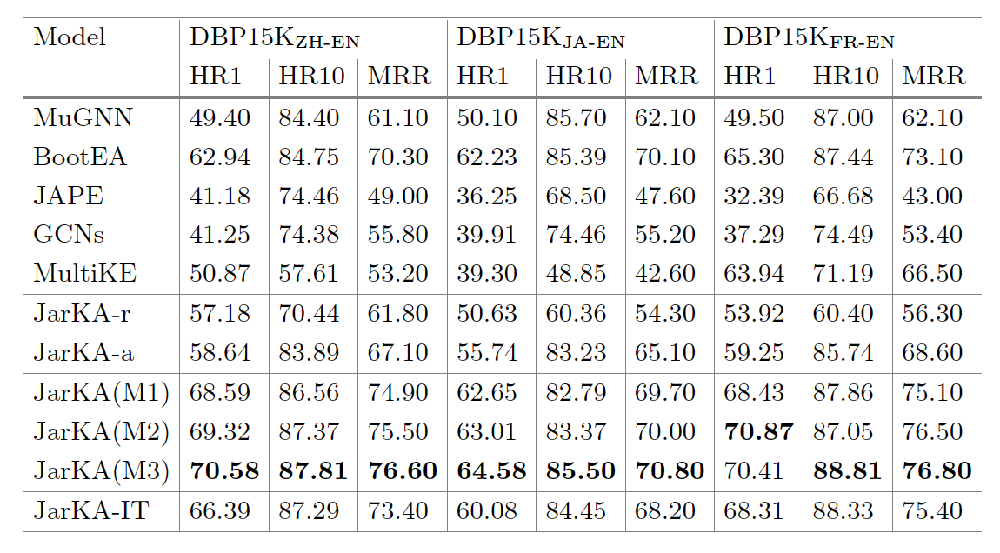 Model DBP15KZH-EN DBP15KJA-EN DBP15KFR-EN
HR1 HR10 MRR HR1 HR10 MRR HR1 HR10 MRR
MuGNN 49.40 84.40 61.10 50.10 85.70 62.10 49.50 87.00 62.10
BootEA 62.94 84.75 70.30 62.23 85.39 70.10 65.30 87.44 73.10
JAPE 41.18 74.46 49.00 36.25 68.50 47.60 32.39 66.68 43.00
GCNs 41.25 74.38 55.80 39.91 74.46 55.20 37.29 74.49 53.40
MultiKE 50.87 57.61 53.20 39.30 48.85 42.60 63.94 71.19 66.50
JarKA-r 57.18 70.44 61.80 50.63 60.36 54.30 53.92 60.40 56.30
JarKA-a 58.64 83.89 67.10 55.74 83.23 65.10 59.25 85.74 68.60
JarKA(M1) 68.59 86.56 74.90 62.65 82.79 69.70 68.43 87.86 75.10
JarKA(M2) 69.32 87.37 75.50 63.01 83.37 70.00 70.87 87.05 76.50
JarKA(M3) 70.58 87.81 76.60 64.58 85.50 70.80 70.41 88.81 76.80
JarKA-IT 66.39 87.29 73.40 60.08 84.45 68.20 68.31 88.33 75.40